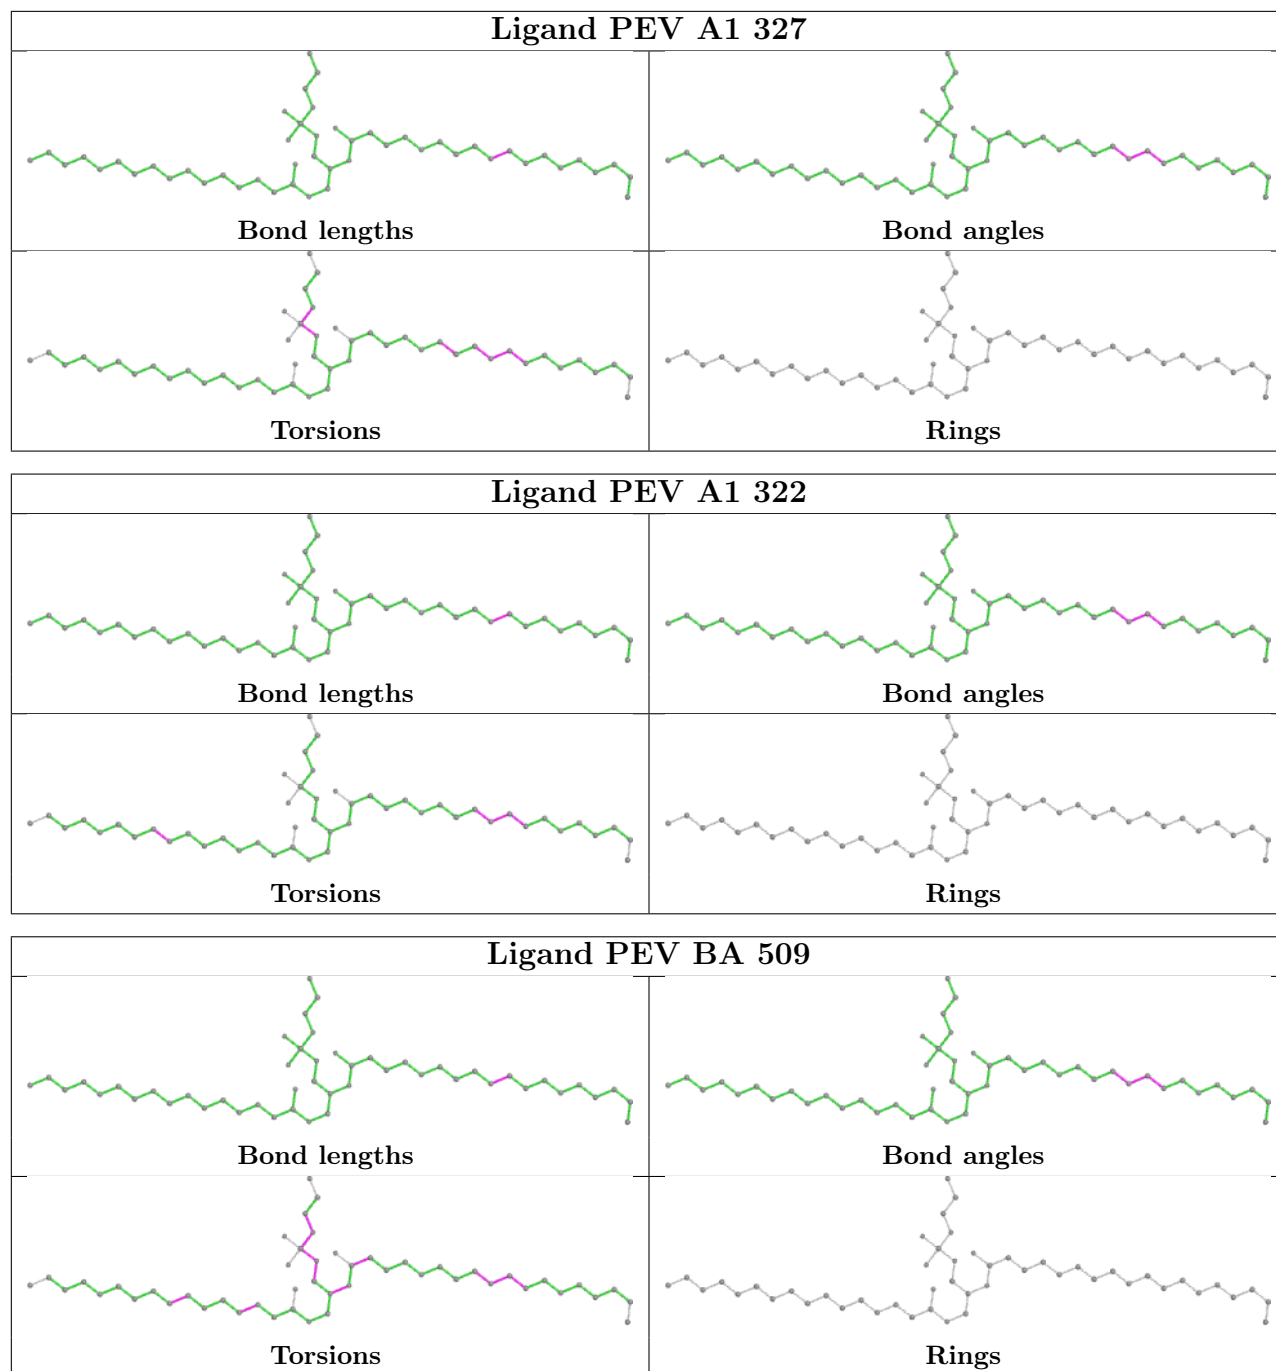 Ligand PEV A1 327
Bond lengths
Bond angles
Torsions
Rings
Ligand PEV A1 322
Bond lengths
Bond angles
Torsions
Rings
Ligand PEV BA 509
Bond lengths
Bond angles
Torsions
Rings